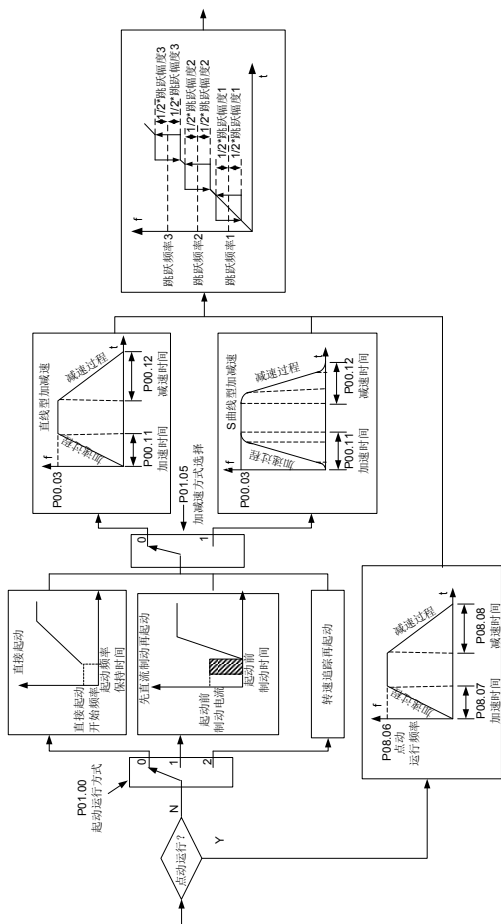 点动运行?
N
Y
P01.00
起动运行方式
0
1
2
直接起动
直接起动
开始频率
起动频率
保持时间
先直流制动再起动
起动前
制动电流
起动前
制动时间
转速追踪再起动
P01.05
加减速方式选择
0
1
直线型加减速
P00.03
f
加速过程
减速过程
t
P00.11
加速时间
P00.12
减速时间
S曲线型加减速
P00.03
f
加速过程
减速过程
t
P00.11
加速时间
P00.12
减速时间
P08.06
点动
运行频率
f
加速过程
减速过程
t
P08.07
加速时间
P08.08
减速时间
f
跳跃频率3
跳跃频率2
跳跃频率1
1/2*跳跃幅度3
1/2*跳跃幅度3
1/2*跳跃幅度2
1/2*跳跃幅度2
1/2*跳跃幅度1
1/2*跳跃幅度1
t